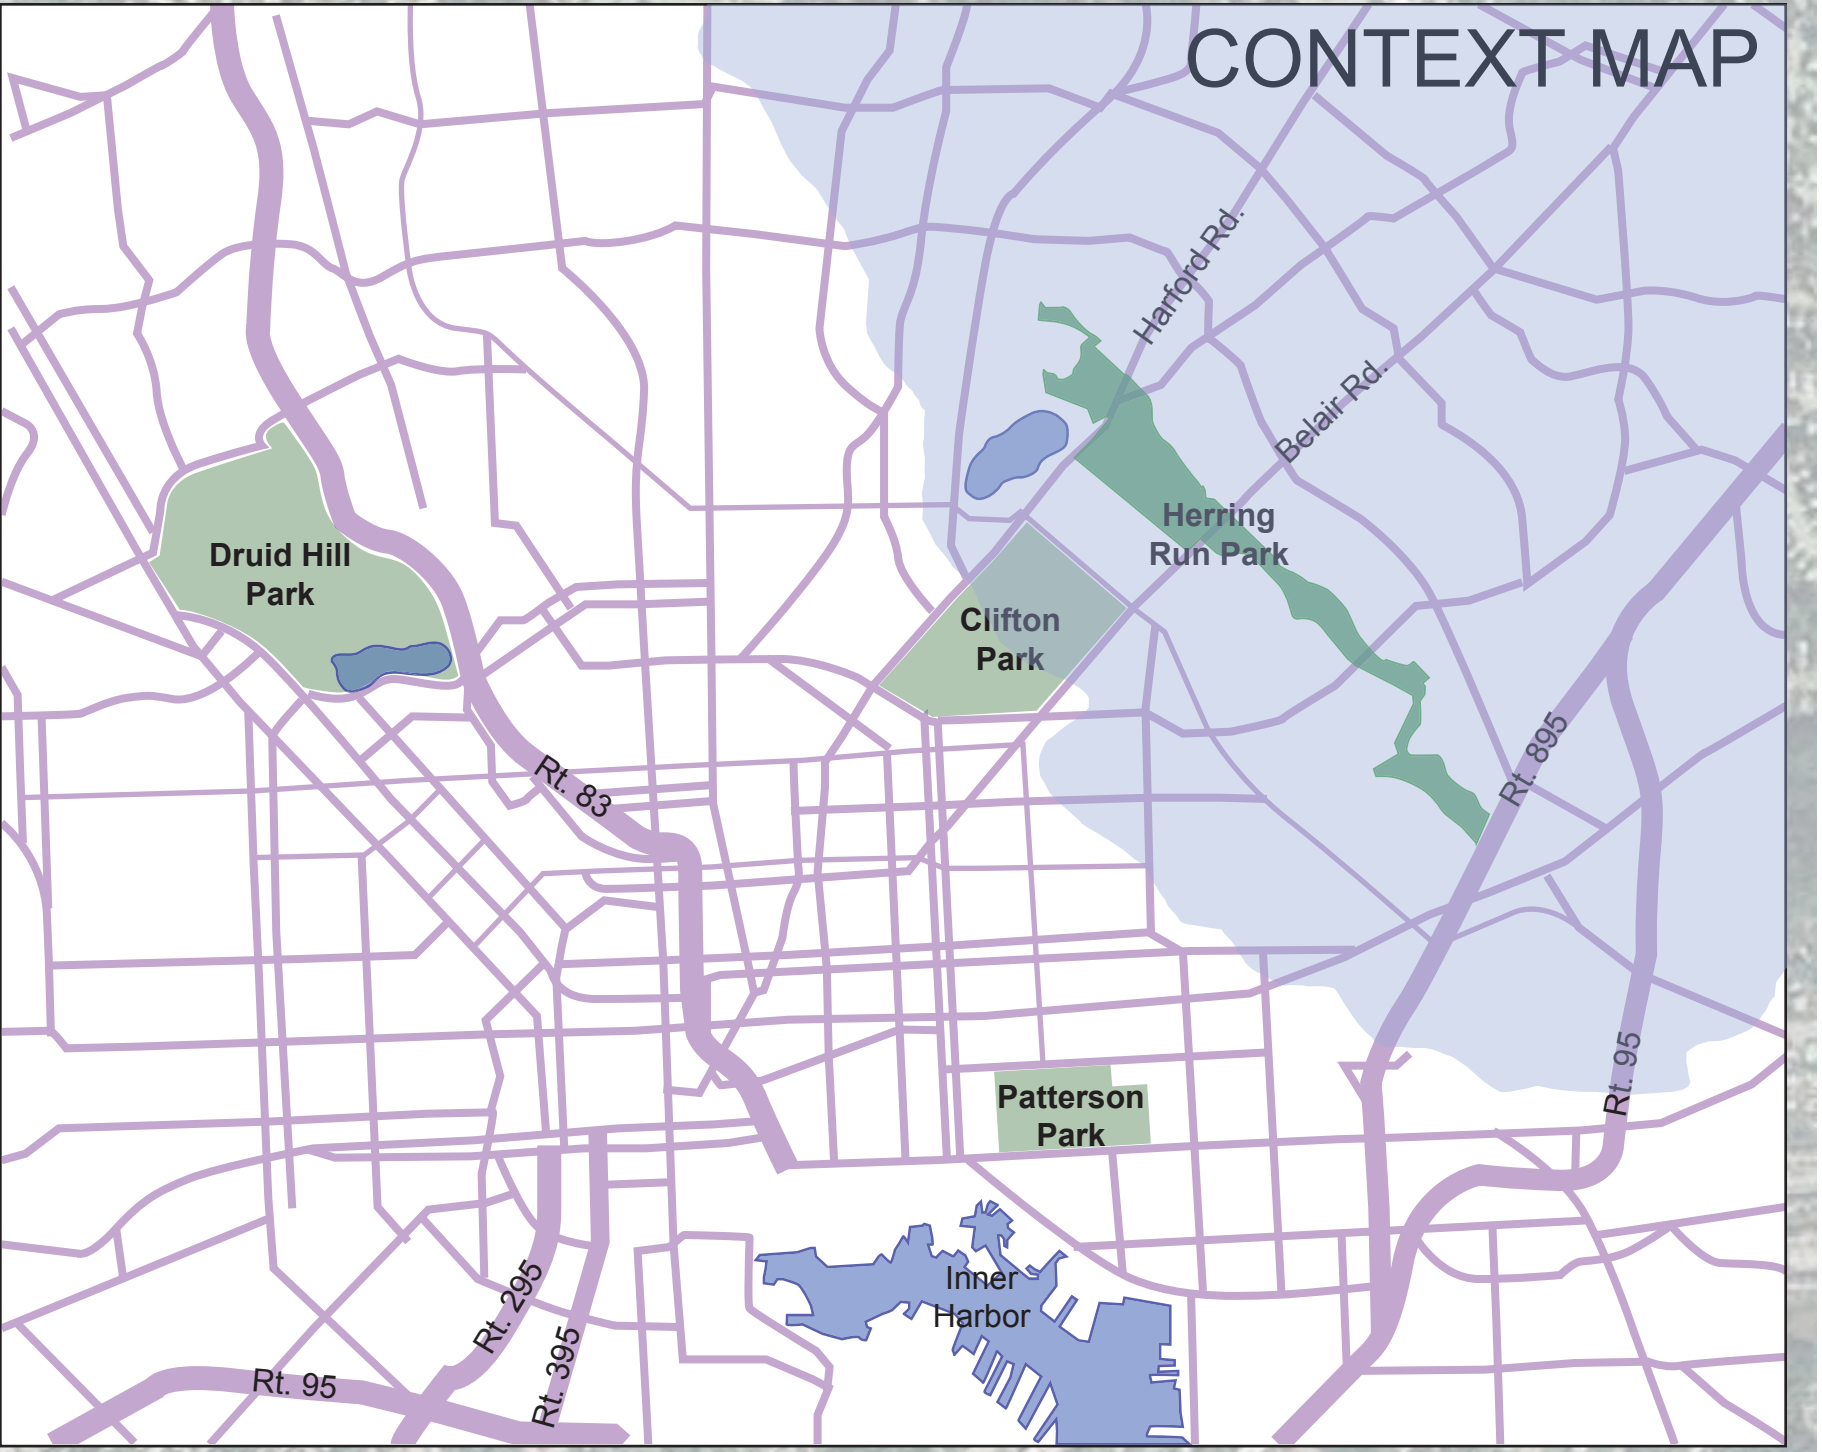 CONTEXT MAP
Harford Rd.
Belair Rd.
Herring
Run Park
Druid Hill
Park
Clifton
Park
Rt. 83
Rt. 895
Rt. 95
Patterson
Park
Inner
Harbor
Rt. 295
Rt. 395
Rt. 95